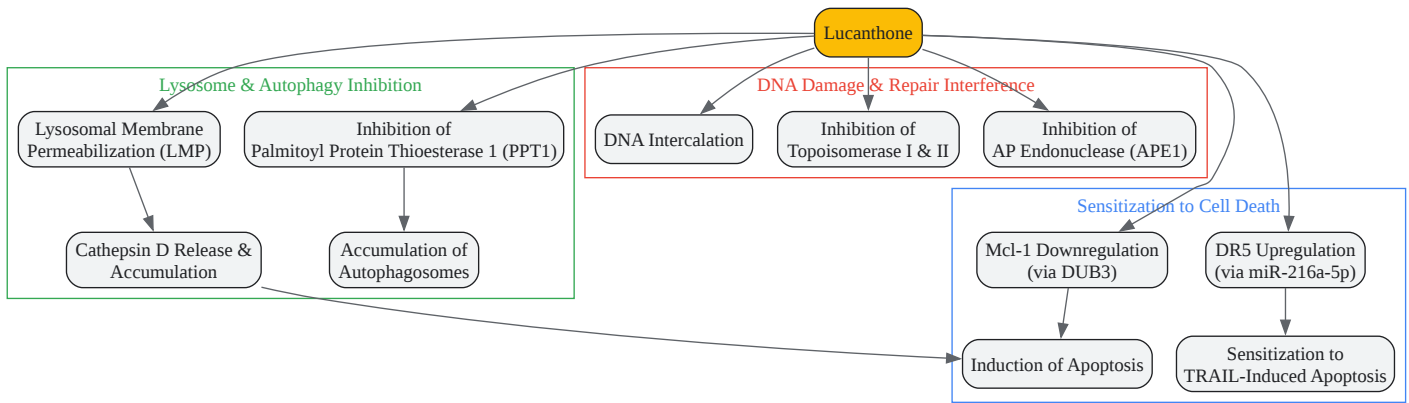 Lucanthone
Lysosome & Autophagy Inhibition
DNA Damage & Repair Interference
Lysosomal Membrane
Permeabilization (LMP)
Inhibition of
Palmitoyl Protein Thioesterase 1 (PPT1)
DNA Intercalation
Inhibition of
Topoisomerase I & II
Inhibition of
AP Endonuclease (APE1)
Sensitization to Cell Death
Cathepsin D Release &
Accumulation
Accumulation of
Autophagosomes
Mcl-1 Downregulation
(via DUB3)
DR5 Upregulation
(via miR-216a-5p)
Induction of Apoptosis
Sensitization to
TRAIL-Induced Apoptosis